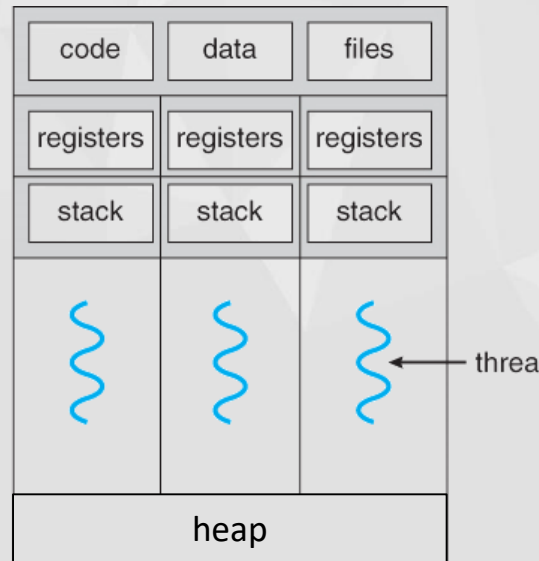 code data files
registers registers registers
stack stack stack
threa
heap